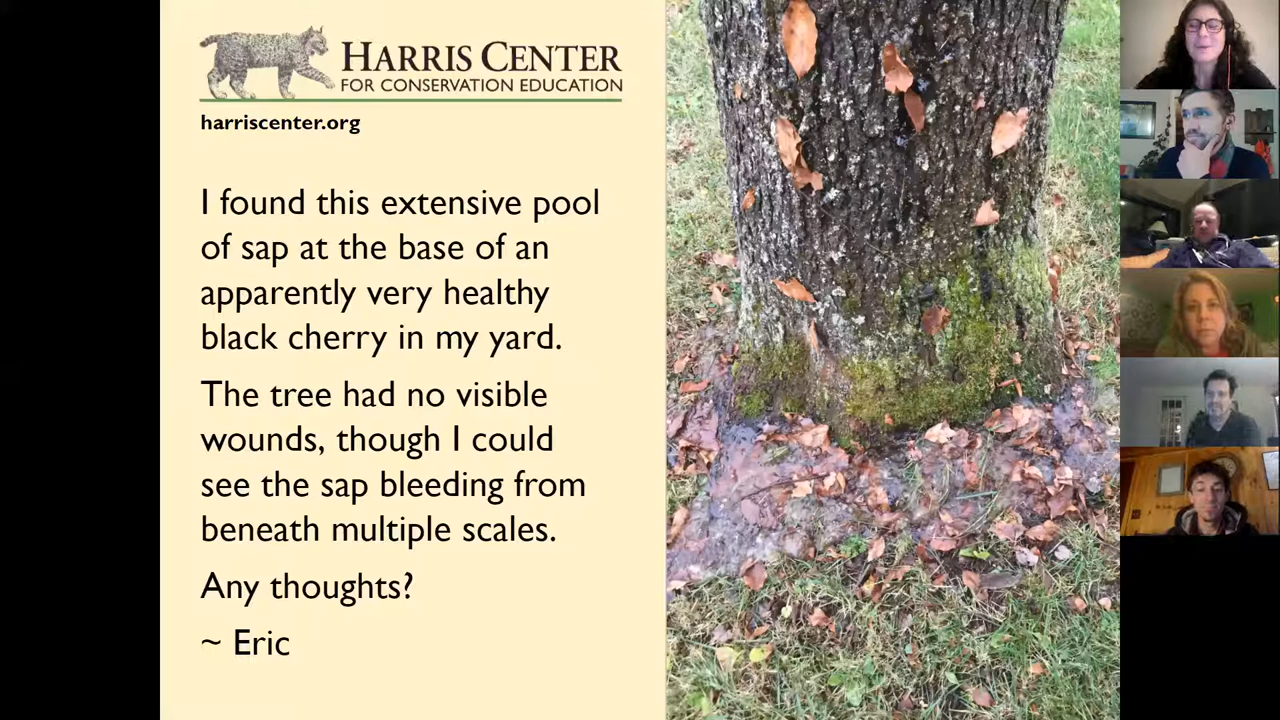 HARRIS CENTER
FOR CONSERVATION EDUCATION
harriscenter.org
I found this extensive pool
of sap at the base of an
apparently very healthy
black cherry in my yard.
The tree had no visible
wounds, though I could
see the sap bleeding from
beneath multiple scales.
Any thoughts?
~ Eric